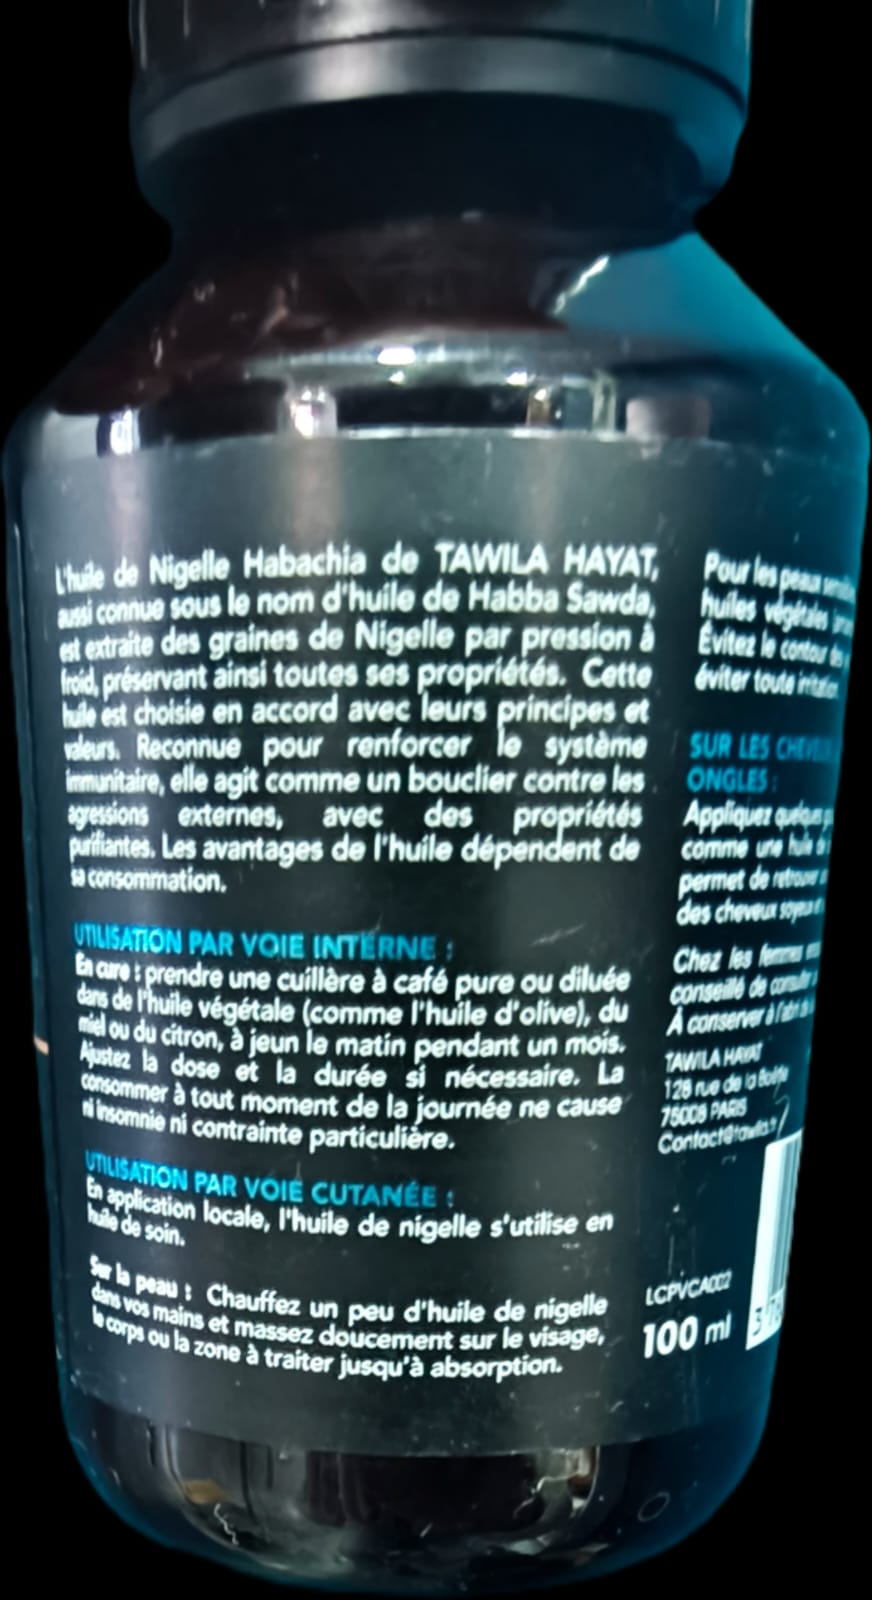 L'huile de Nigelle Habachia de TAWILA HAYAT,
aussi connue sous le nom d'huile de Habba Sawda,
est extraite des graines de Nigelle par pression à
froid, préservant ainsi toutes ses propriétés. Cette
huile est choisie en accord avec leurs principes et
valeurs. Reconnue pour renforcer le système
immunitaire, elle agit comme un bouclier contre les
agressions externes, avec des propriétés
purifiantes. Les avantages de l'huile dépendent de
sa consommation.
UTILISATION PAR VOIE INTERNE :
En cure : prendre une cuillère à café pure ou diluée
dans de l'huile végétale (comme l'huile d'olive), du
miel ou du citron, à jeun le matin pendant un mois.
Ajustez la dose et la durée si nécessaire. La
consommer à tout moment de la journée ne cause
ni insomnie ni contrainte particulière.
UTILISATION PAR VOIE CUTANÉE :
En application locale, l'huile de nigelle s'utilise en
huile de soin.
Sur la peau : Chauffez un peu d'huile de nigelle
dans vos mains et massez doucement sur le visage,
le corps ou la zone à traiter jusqu'à absorption.
Pour les peaux
huiles végétales
Évitez le contour
éviter toute irritation
SUR LES
ONGLES :
Appliquez quelques
comme une huile
permet de retrouver
des cheveux soyeux
Chez les femmes
conseillé de consulter
À conserver à l'abri
TAWILA HAYAT
128 rue de la Boétie
75008 PARIS
LCPVCA002
100 ml